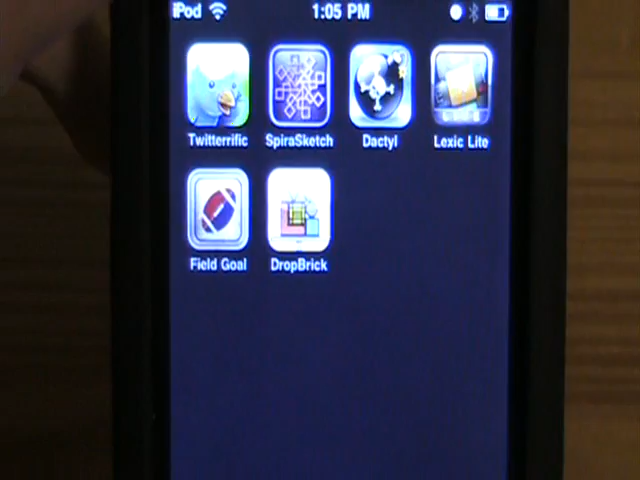 iPod 1:05 PM
Twitterrific SpiraSketch Dactyl Lexic Lite
Field Goal DropBrick